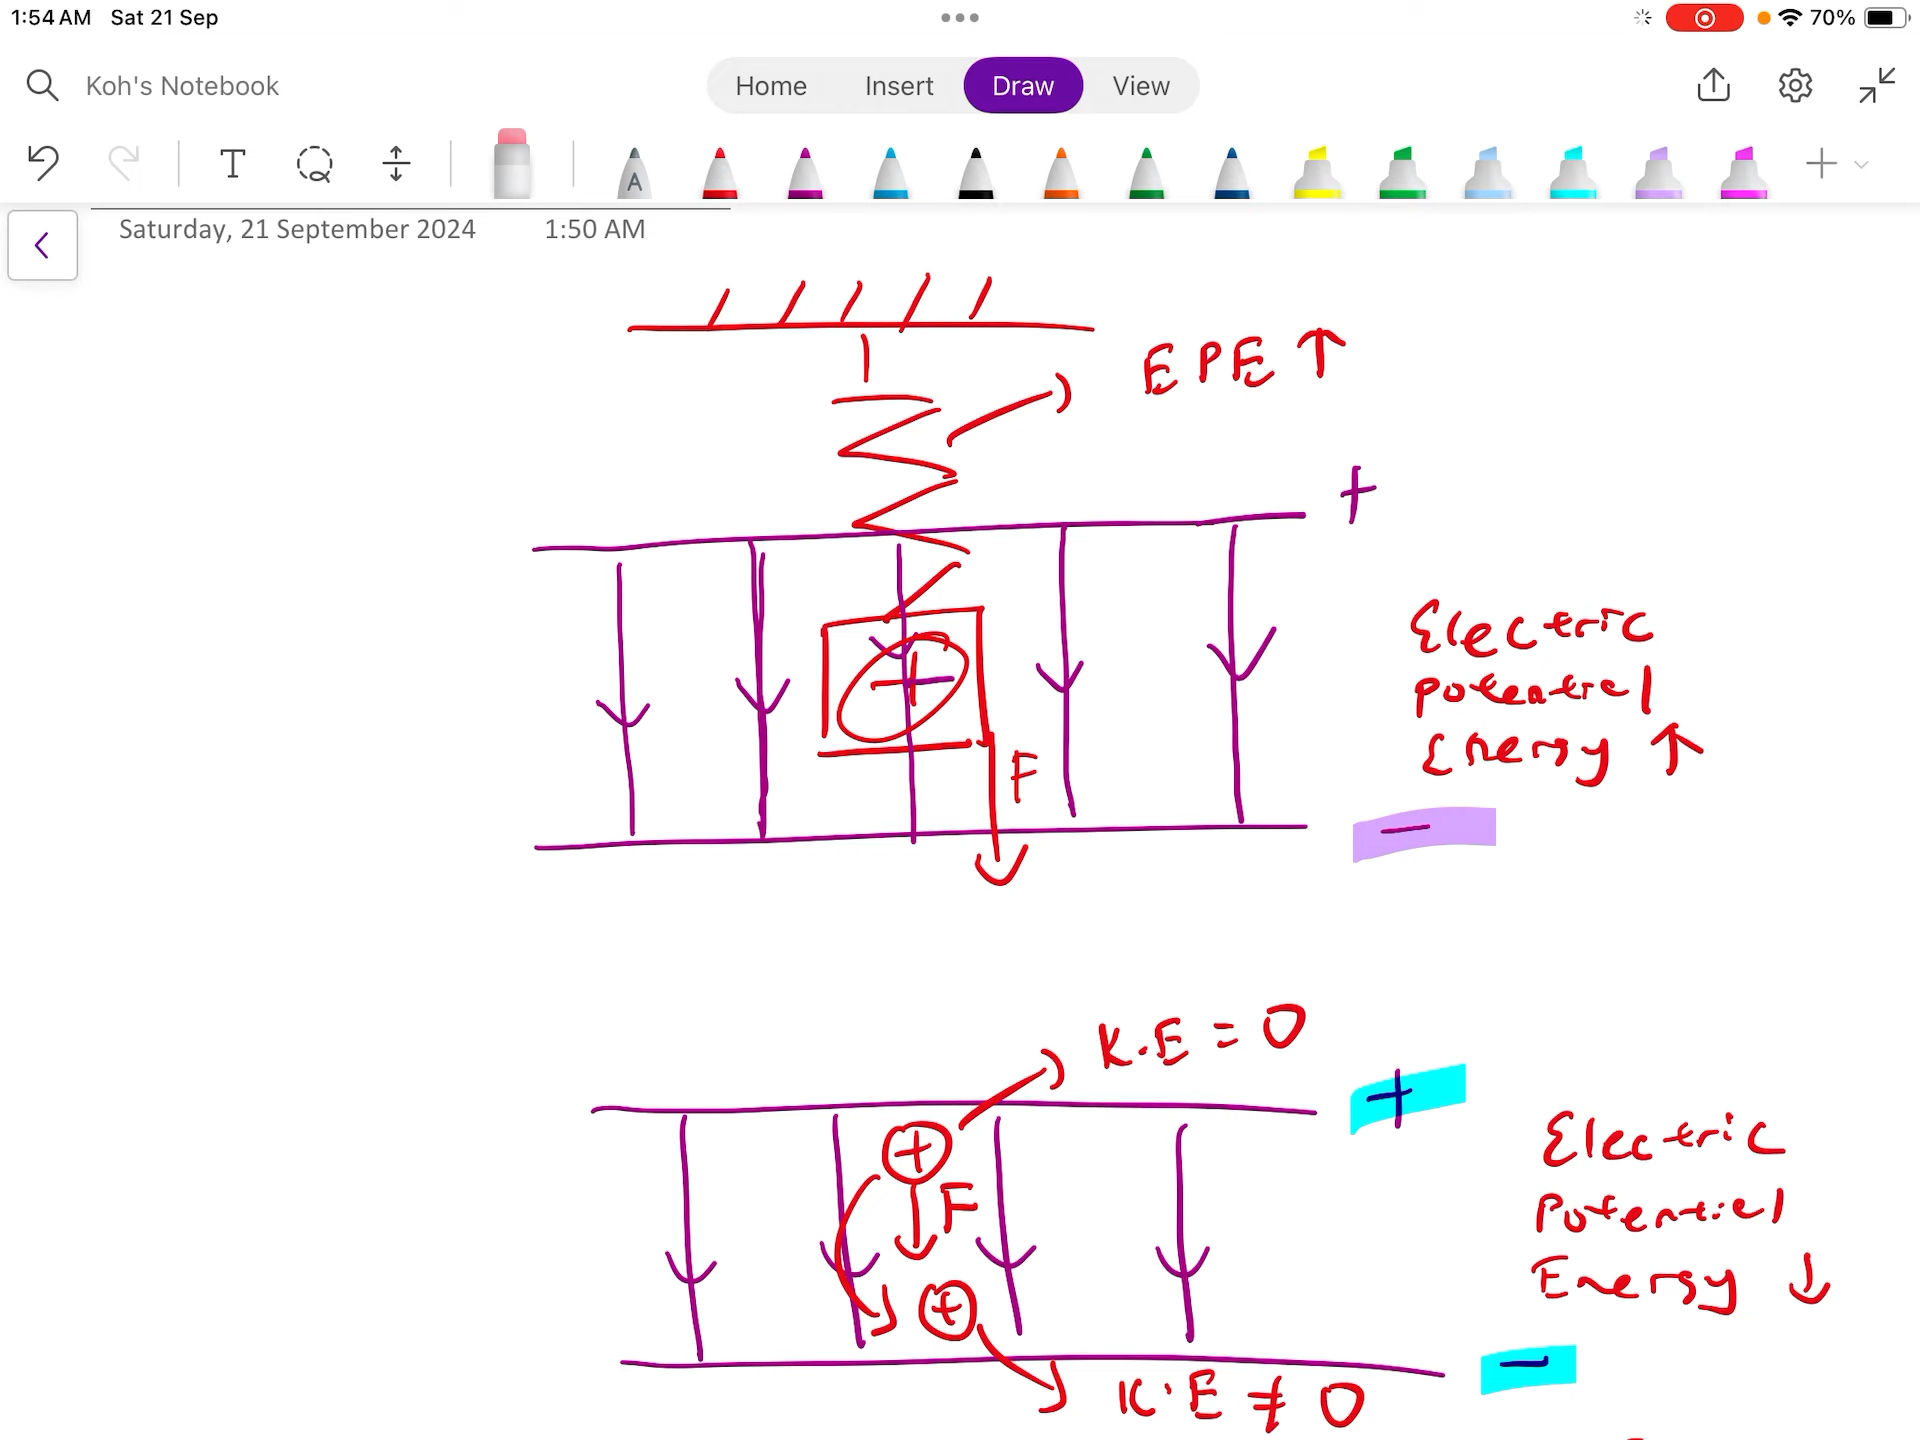 1:54 AM Sat 21 Sep
70%
Koh's Notebook
Home Insert Draw View
T
A
Saturday, 21 September 2024 1:50 AM
EPE ↑
+
Electric
potential
Energy ↑
+
F
−
K.E = 0
+
Electric
Potential
Energy ↓
+
F
+
−
K.E ≠ 0